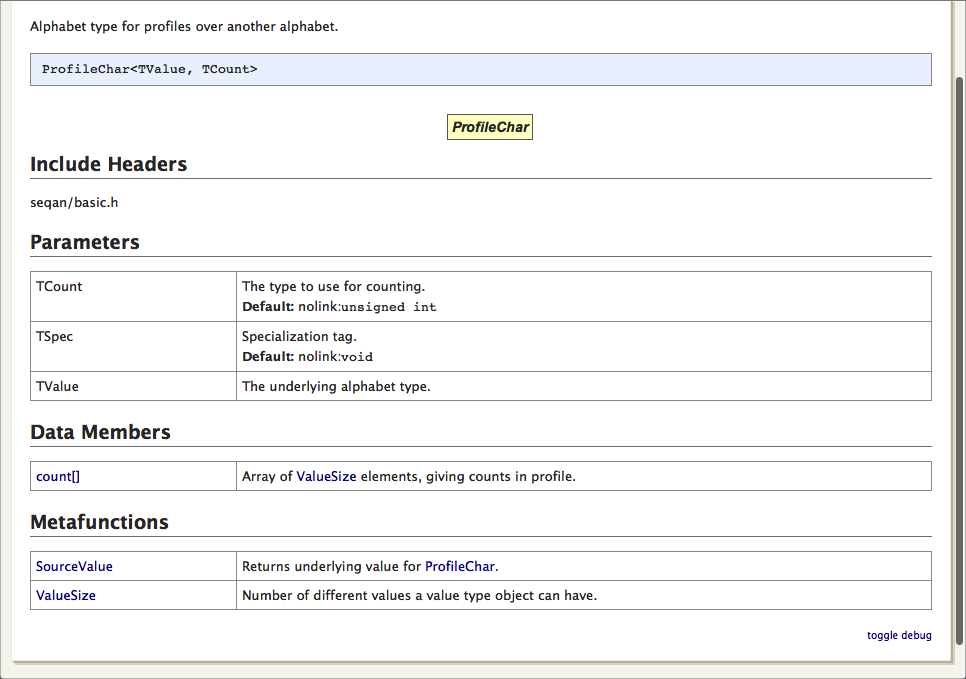 Alphabet type for profiles over another alphabet.
ProfileChar<TValue, TCount>
ProfileChar
Include Headers
seqan/basic.h
Parameters
TCount The type to use for counting.
Default: nolink:unsigned int
TSpec Specialization tag.
Default: nolink:void
TValue The underlying alphabet type.
Data Members
count[] Array of ValueSize elements, giving counts in profile.
Metafunctions
SourceValue Returns underlying value for ProfileChar.
ValueSize Number of different values a value type object can have.
toggle debug